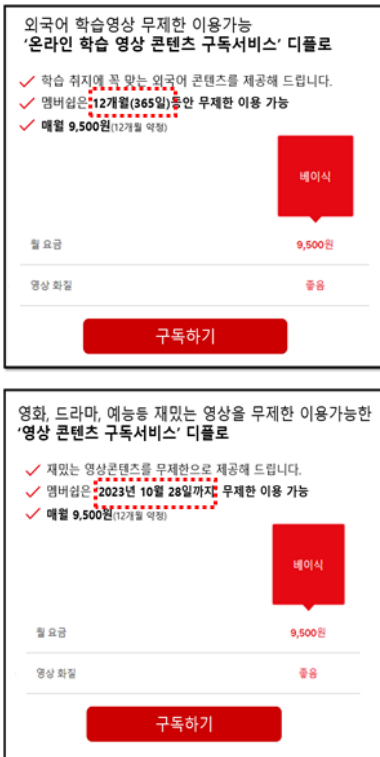 외국어 학습영상 무제한 이용가능
‘온라인 학습 영상 콘텐츠 구독서비스’ 디플로
학습 취지에 꼭 맞는 외국어 콘텐츠를 제공해 드립니다.
멤버쉽은 12개월(365일)동안 무제한 이용 가능
매월 9,500원(12개월 약정)
베이식
월 요금 9,500원
영상 화질 좋음
구독하기
영화, 드라마, 예능등 재밌는 영상을 무제한 이용가능한
‘영상 콘텐츠 구독서비스’ 디플로
재밌는 영상콘텐츠를 무제한으로 제공해 드립니다.
멤버쉽은 2023년 10월 28일까지 무제한 이용 가능
매월 9,500원(12개월 약정)
베이식
월 요금 9,500원
영상 화질 좋음
구독하기